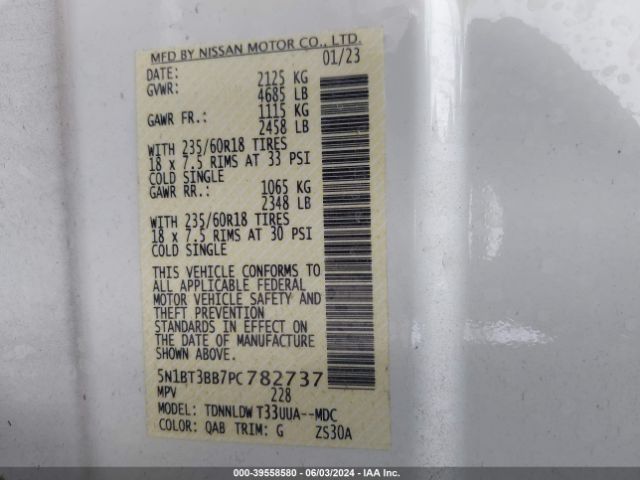 MFD BY NISSAN MOTOR CO., LTD.
DATE: 01/23
GVWR: 2125 KG
4685 LB
GAWR FR.: 1115 KG
2458 LB
WITH 235/60R18 TIRES
18 x 7.5 RIMS AT 33 PSI
COLD SINGLE
GAWR RR.: 1065 KG
2348 LB
WITH 235/60R18 TIRES
18 x 7.5 RIMS AT 30 PSI
COLD SINGLE
THIS VEHICLE CONFORMS TO
ALL APPLICABLE FEDERAL
MOTOR VEHICLE SAFETY AND
THEFT PREVENTION
STANDARDS IN EFFECT ON
THE DATE OF MANUFACTURE
SHOWN ABOVE.
5N1BT3BB7PC782737
MPV 228
MODEL: TDNNLDW T33UUA--MDC
COLOR: QAB TRIM: G ZS30A
000-39558580 - 06/03/2024 - IAA Inc.